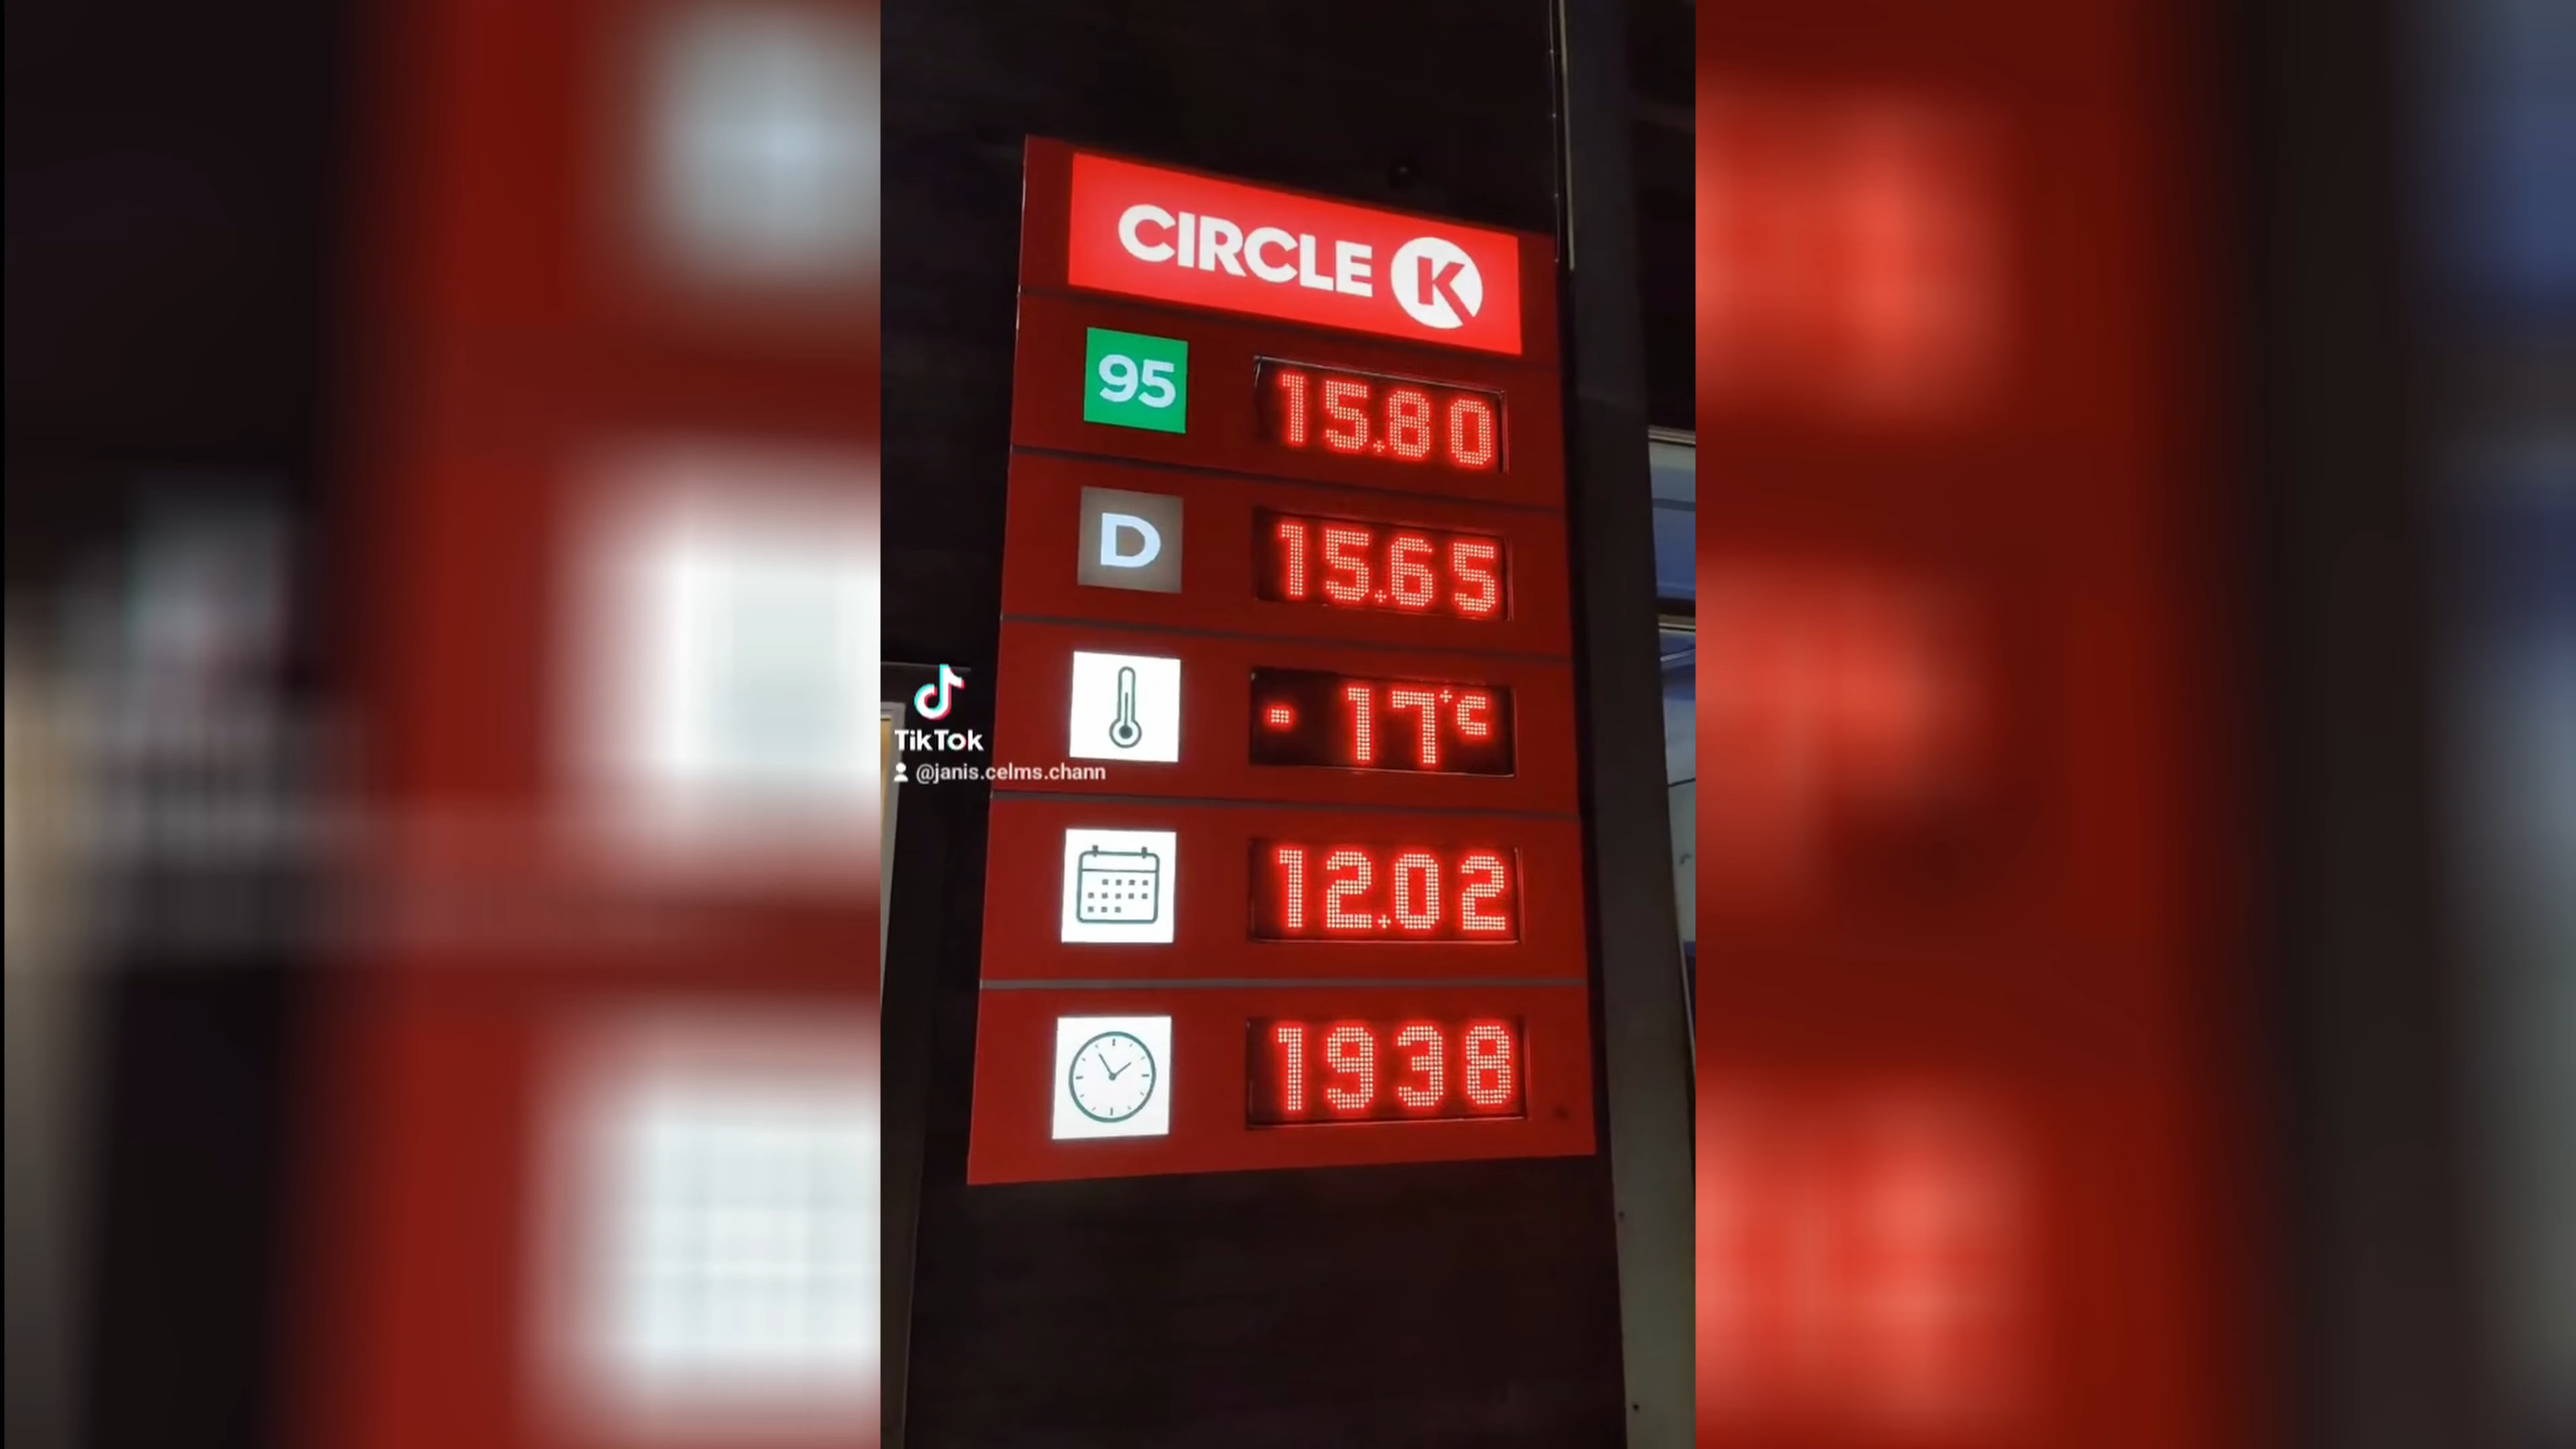 CIRCLE K
95 15.80
D 15.65
- 17°C
12.02
1938
TikTok
@janis.celms.chann